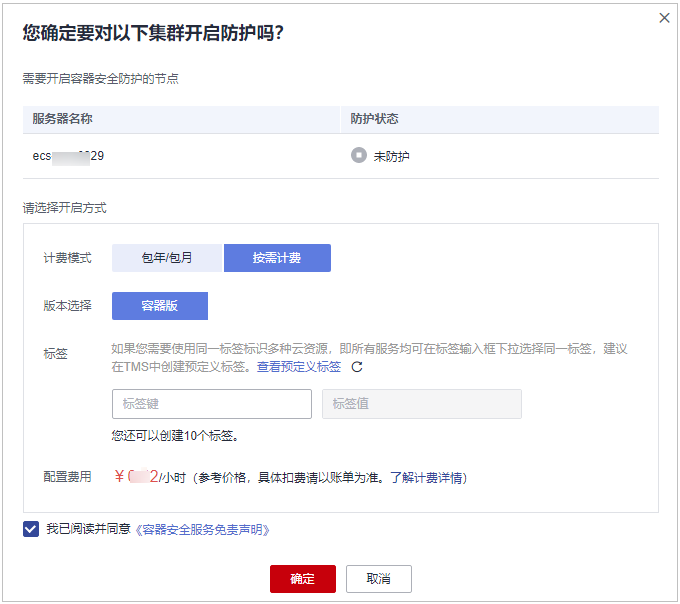 您确定要对以下集群开启防护吗？
需要开启容器安全防护的节点
服务器名称 防护状态
ecs 29 未防护
请选择开启方式
计费模式 包年/包月 按需计费
版本选择 容器版
标签 如果您需要使用同一标签标识多种云资源，即所有服务均可在标签输入框下拉选择同一标签，建议
在TMS中创建预定义标签。查看预定义标签
标签键 标签值
您还可以创建10个标签。
配置费用 ￥ 2/小时（参考价格，具体扣费请以账单为准。了解计费详情）
我已阅读并同意《容器安全服务免责声明》
确定 取消